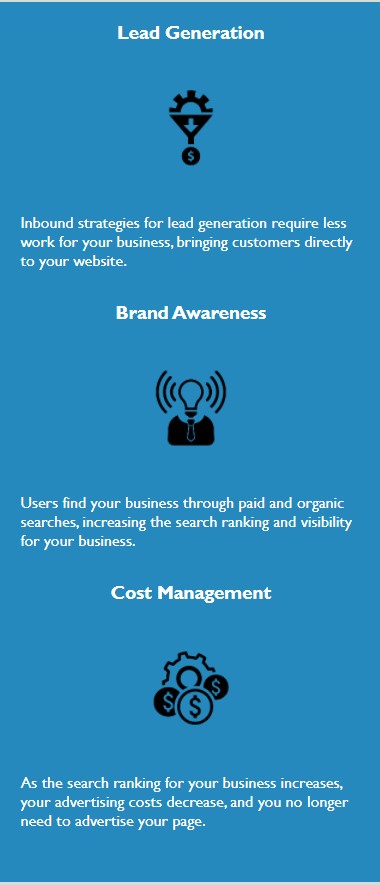 Lead Generation
$
Inbound strategies for lead generation require less
work for your business, bringing customers directly
to your website.
Brand Awareness
Users find your business through paid and organic
searches, increasing the search ranking and visibility
for your business.
Cost Management
$ $ $
As the search ranking for your business increases,
your advertising costs decrease, and you no longer
need to advertise your page.